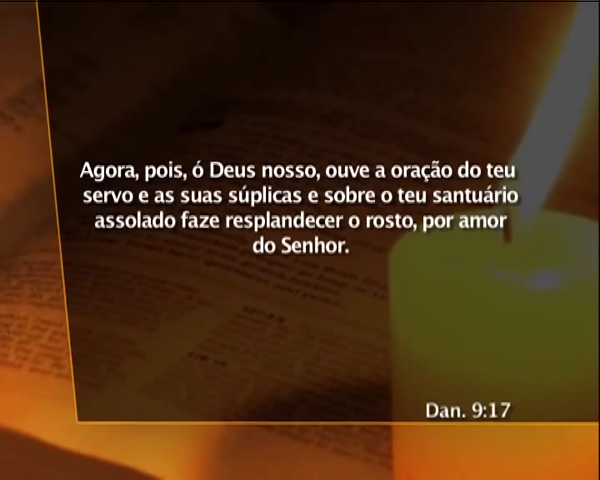 Agora, pois, ó Deus nosso, ouve a oração do teu
servo e as suas súplicas e sobre o teu santuário
assolado faze resplandecer o rosto, por amor
do Senhor.
Dan. 9:17